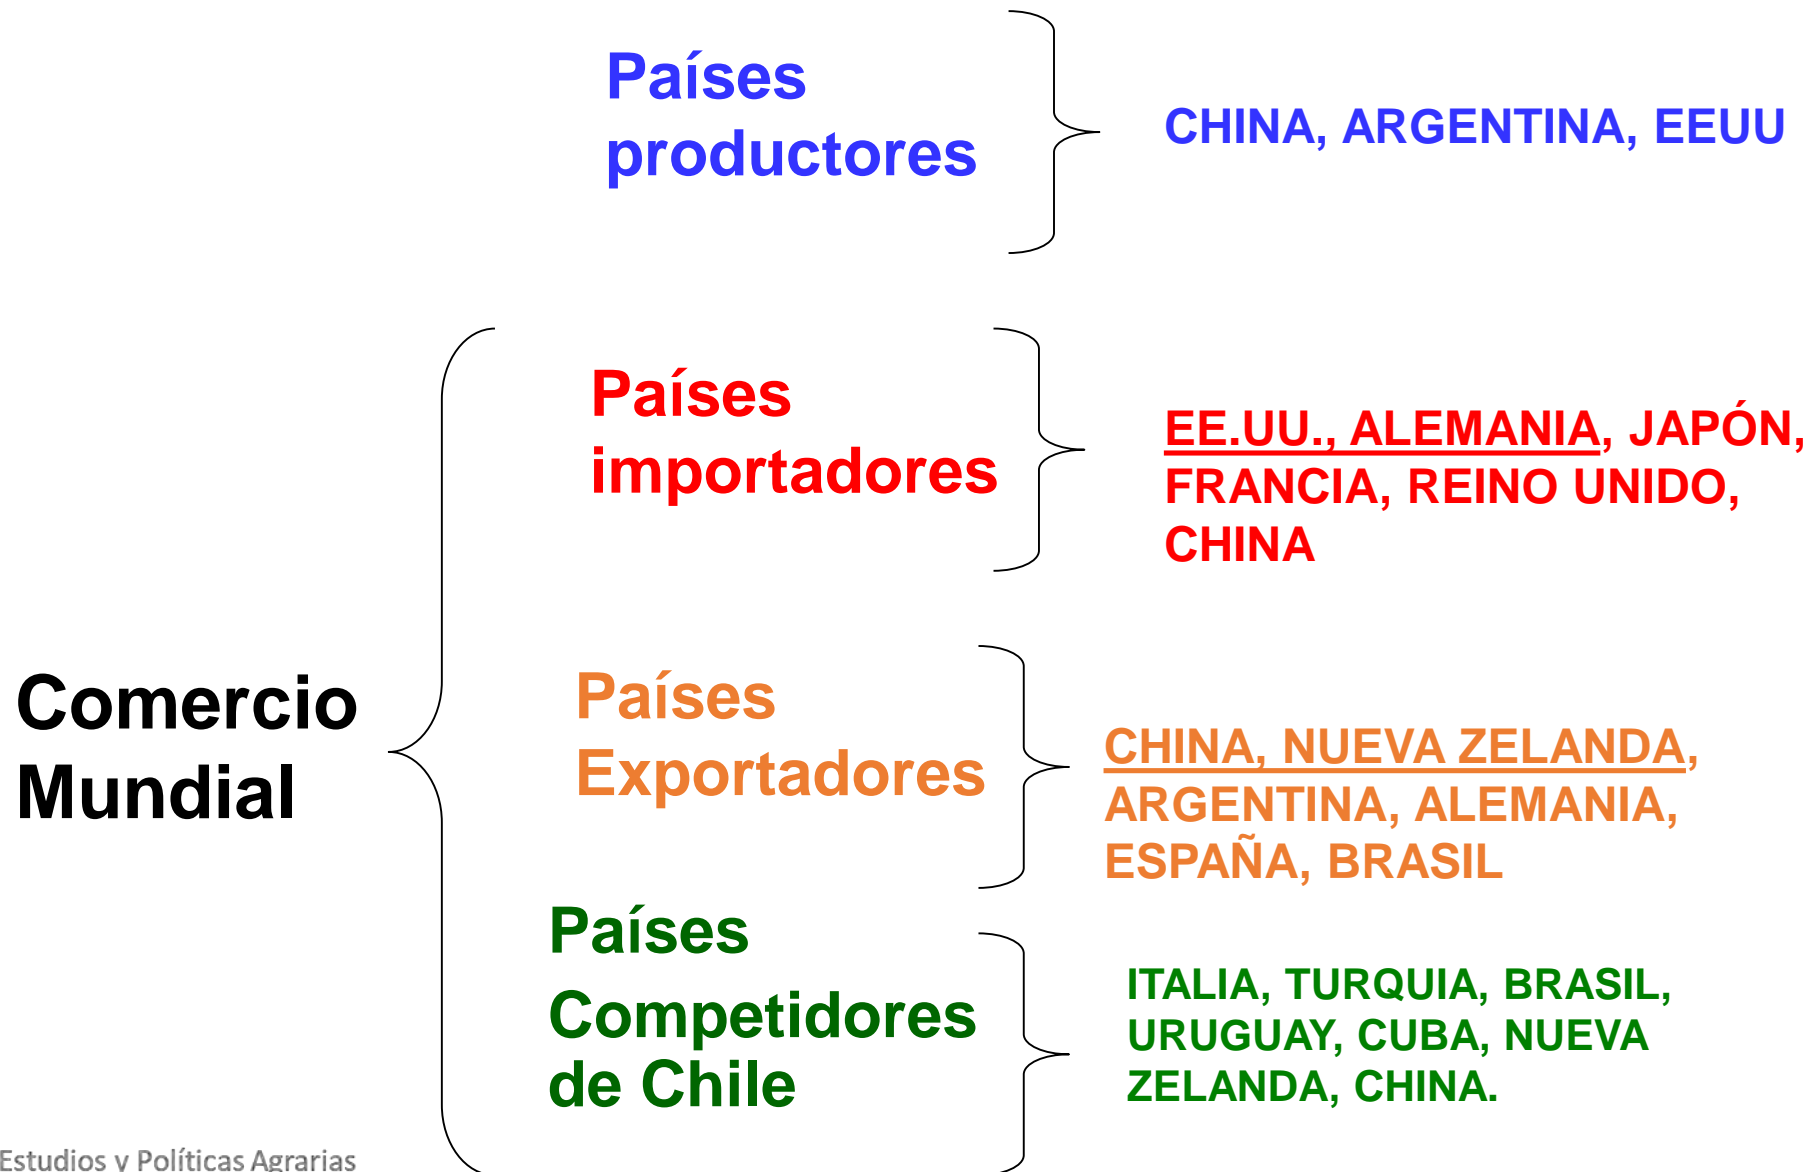 Países
productores
CHINA, ARGENTINA, EEUU
Países
importadores
EE.UU., ALEMANIA, JAPÓN,
FRANCIA, REINO UNIDO,
CHINA
Comercio
Mundial
Países
Exportadores
CHINA, NUEVA ZELANDA,
ARGENTINA, ALEMANIA,
ESPAÑA, BRASIL
Países
Competidores
de Chile
ITALIA, TURQUIA, BRASIL,
URUGUAY, CUBA, NUEVA
ZELANDA, CHINA.
Estudios y Políticas Agrarias